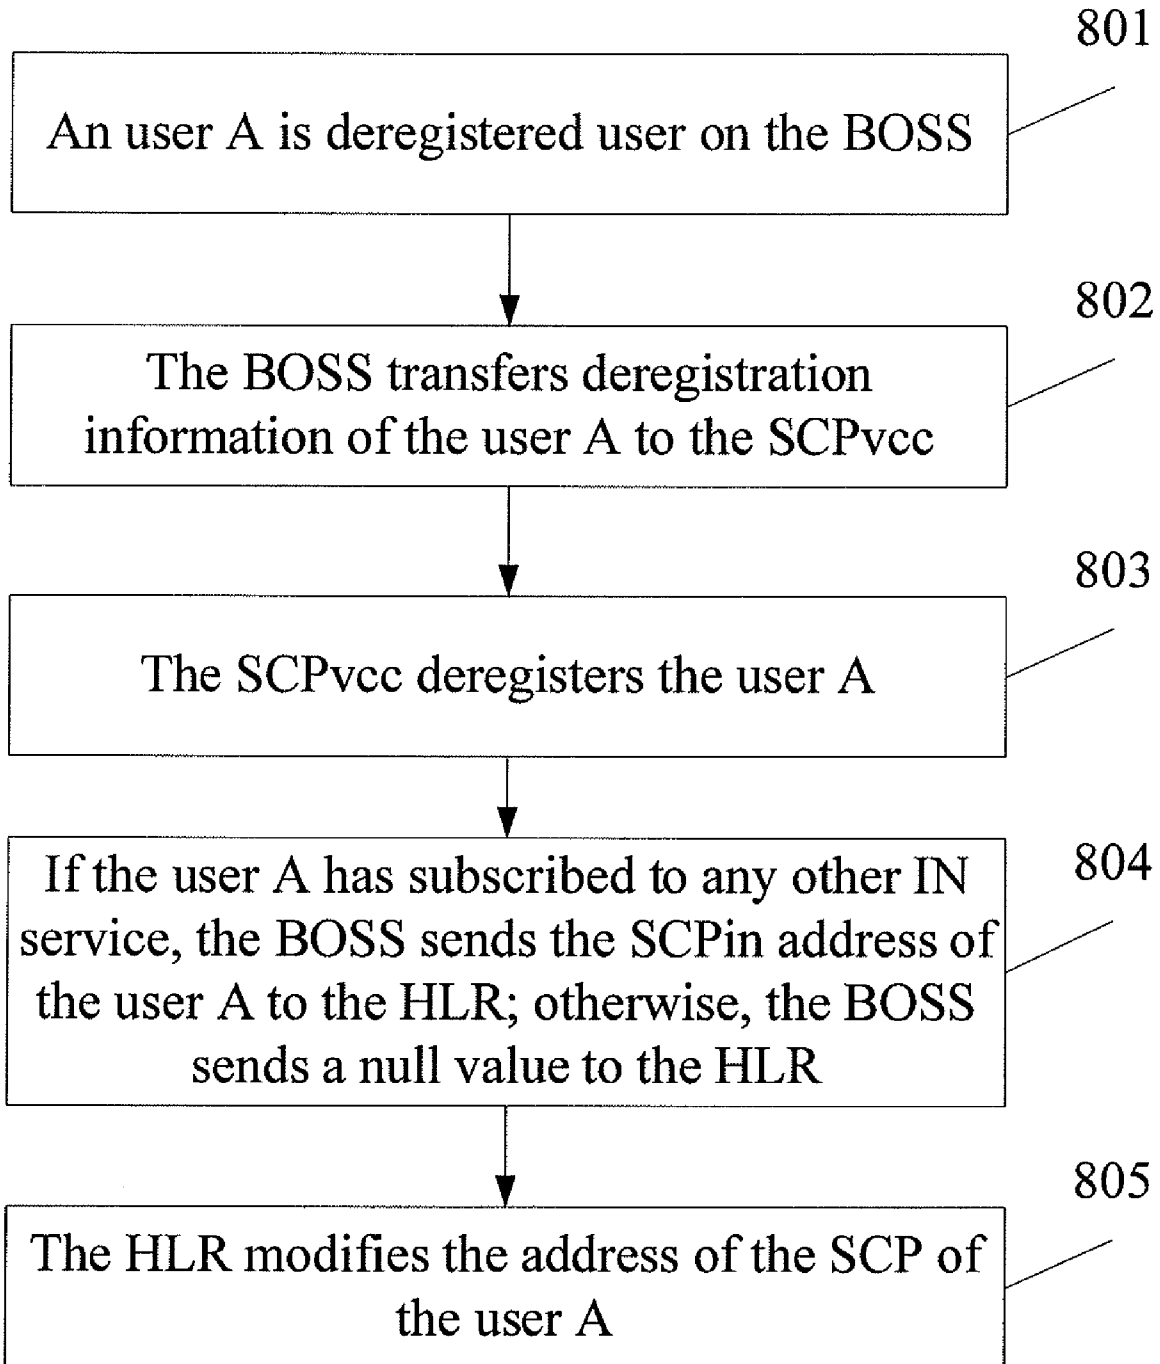 801
An user A is deregistered user on the BOSS
802
The BOSS transfers deregistration
information of the user A to the SCPvcc
803
The SCPvcc deregisters the user A
804
If the user A has subscribed to any other IN
service, the BOSS sends the SCPin address of
the user A to the HLR; otherwise, the BOSS
sends a null value to the HLR
805
The HLR modifies the address of the SCP of
the user A